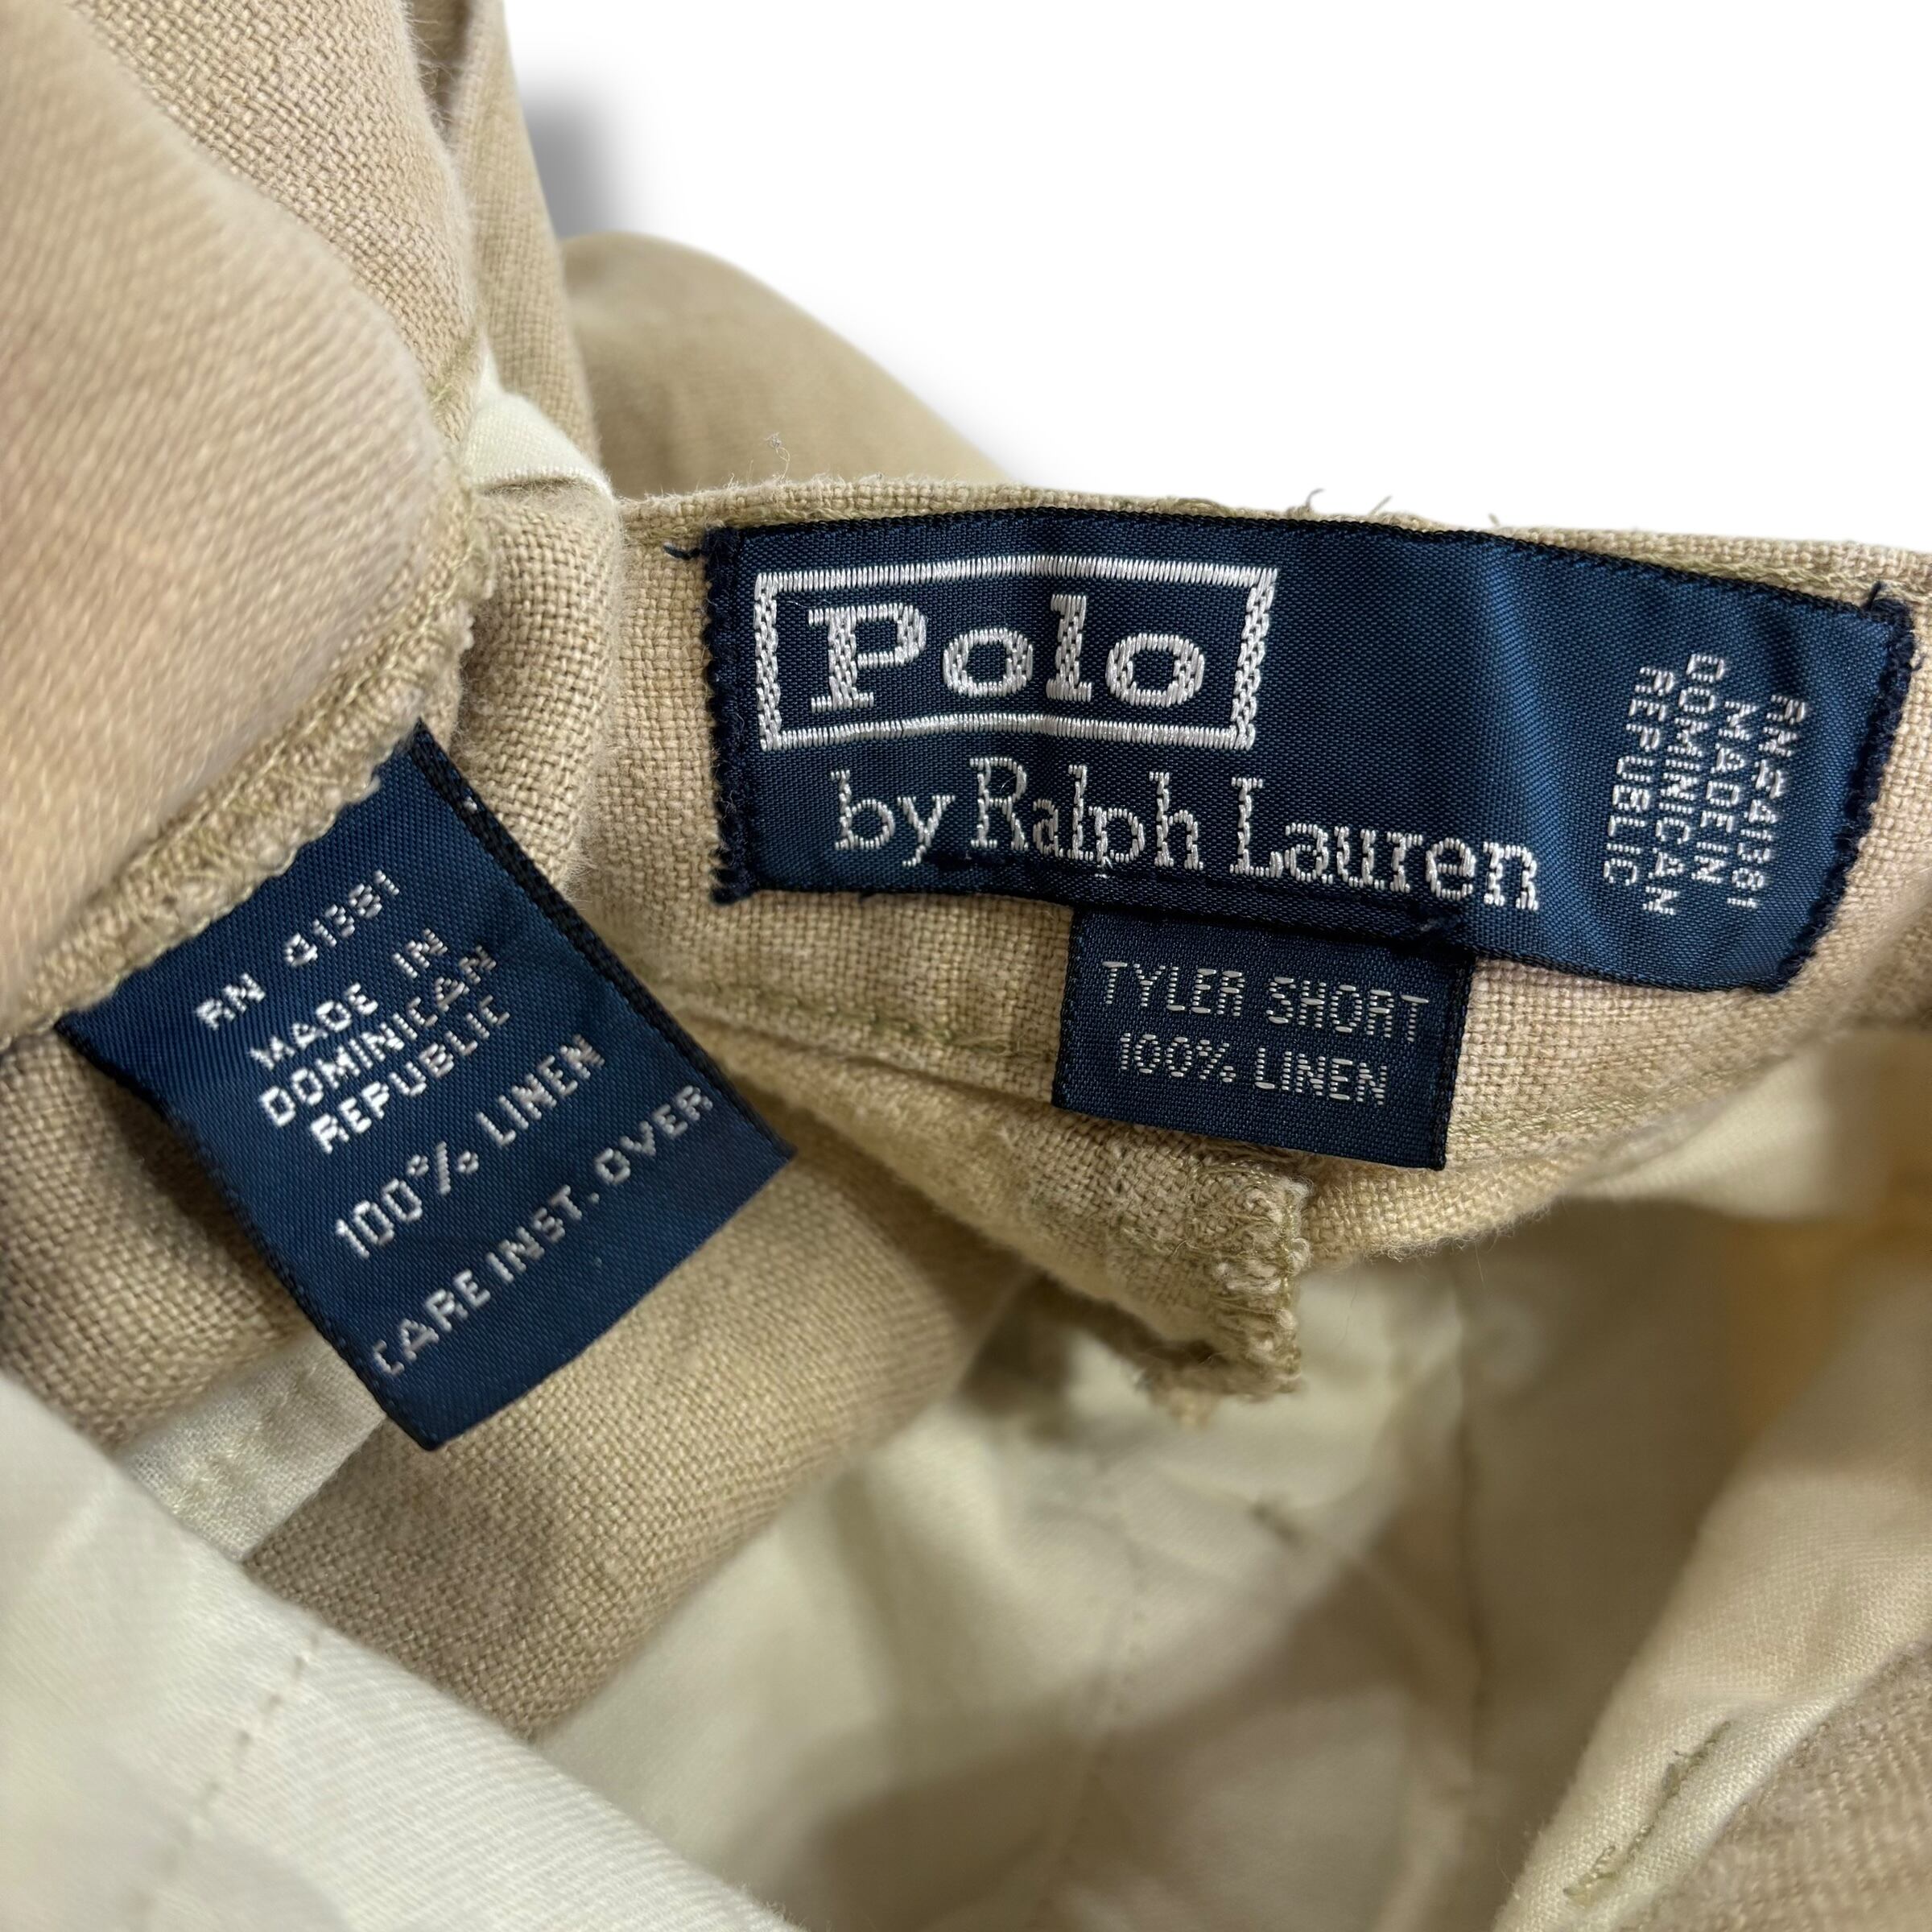 Polo
by Ralph Lauren
RN 41381
MADE IN
DOMINICAN
REPUBLIC
TYLER SHORT
100% LINEN
RN 41381
MADE IN
DOMINICAN
REPUBLIC
100% LINEN
CARE INST. OVER